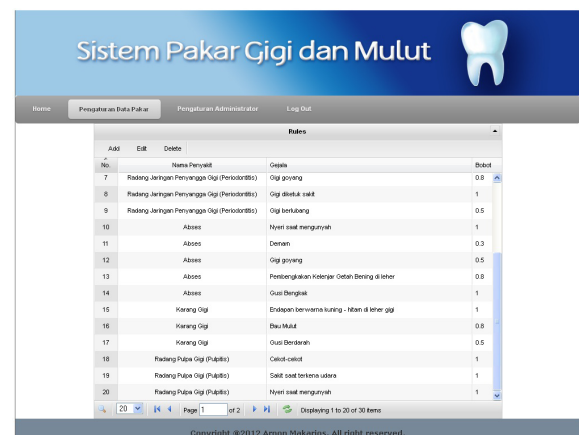 Sistem Pakar Gigi dan Mulut
Home Pengaturan Data Pakar Pengaturan Administrator Log Out
Rules
Add Edit Delete
No. Nama Penyakit Gejala Bobot
7 Radang Jaringan Penyangga Gigi (Periodontitis) Gigi goyang 0.8
8 Radang Jaringan Penyangga Gigi (Periodontitis) Gigi diketuk sakit 1
9 Radang Jaringan Penyangga Gigi (Periodontitis) Gigi berlubang 0.5
10 Abses Nyeri saat mengunyah 1
11 Abses Demam 0.3
12 Abses Gigi goyang 0.5
13 Abses Pembengkakan Kelenjar Getah Bening di leher 0.8
14 Abses Gusi Bengkak 1
15 Karang Gigi Endapan berwarna kuning - hitam di leher gigi 1
16 Karang Gigi Bau Mulut 0.8
17 Karang Gigi Gusi Berdarah 0.5
18 Radang Pulpa Gigi (Pulpitis) Cekot-cekot 1
19 Radang Pulpa Gigi (Pulpitis) Sakit saat terkena udara 1
20 Radang Pulpa Gigi (Pulpitis) Nyeri saat mengunyah 1
20 Page 1 of 2 Displaying 1 to 20 of 30 items
Copyright @2012 Aroon Makarios. All right reserved